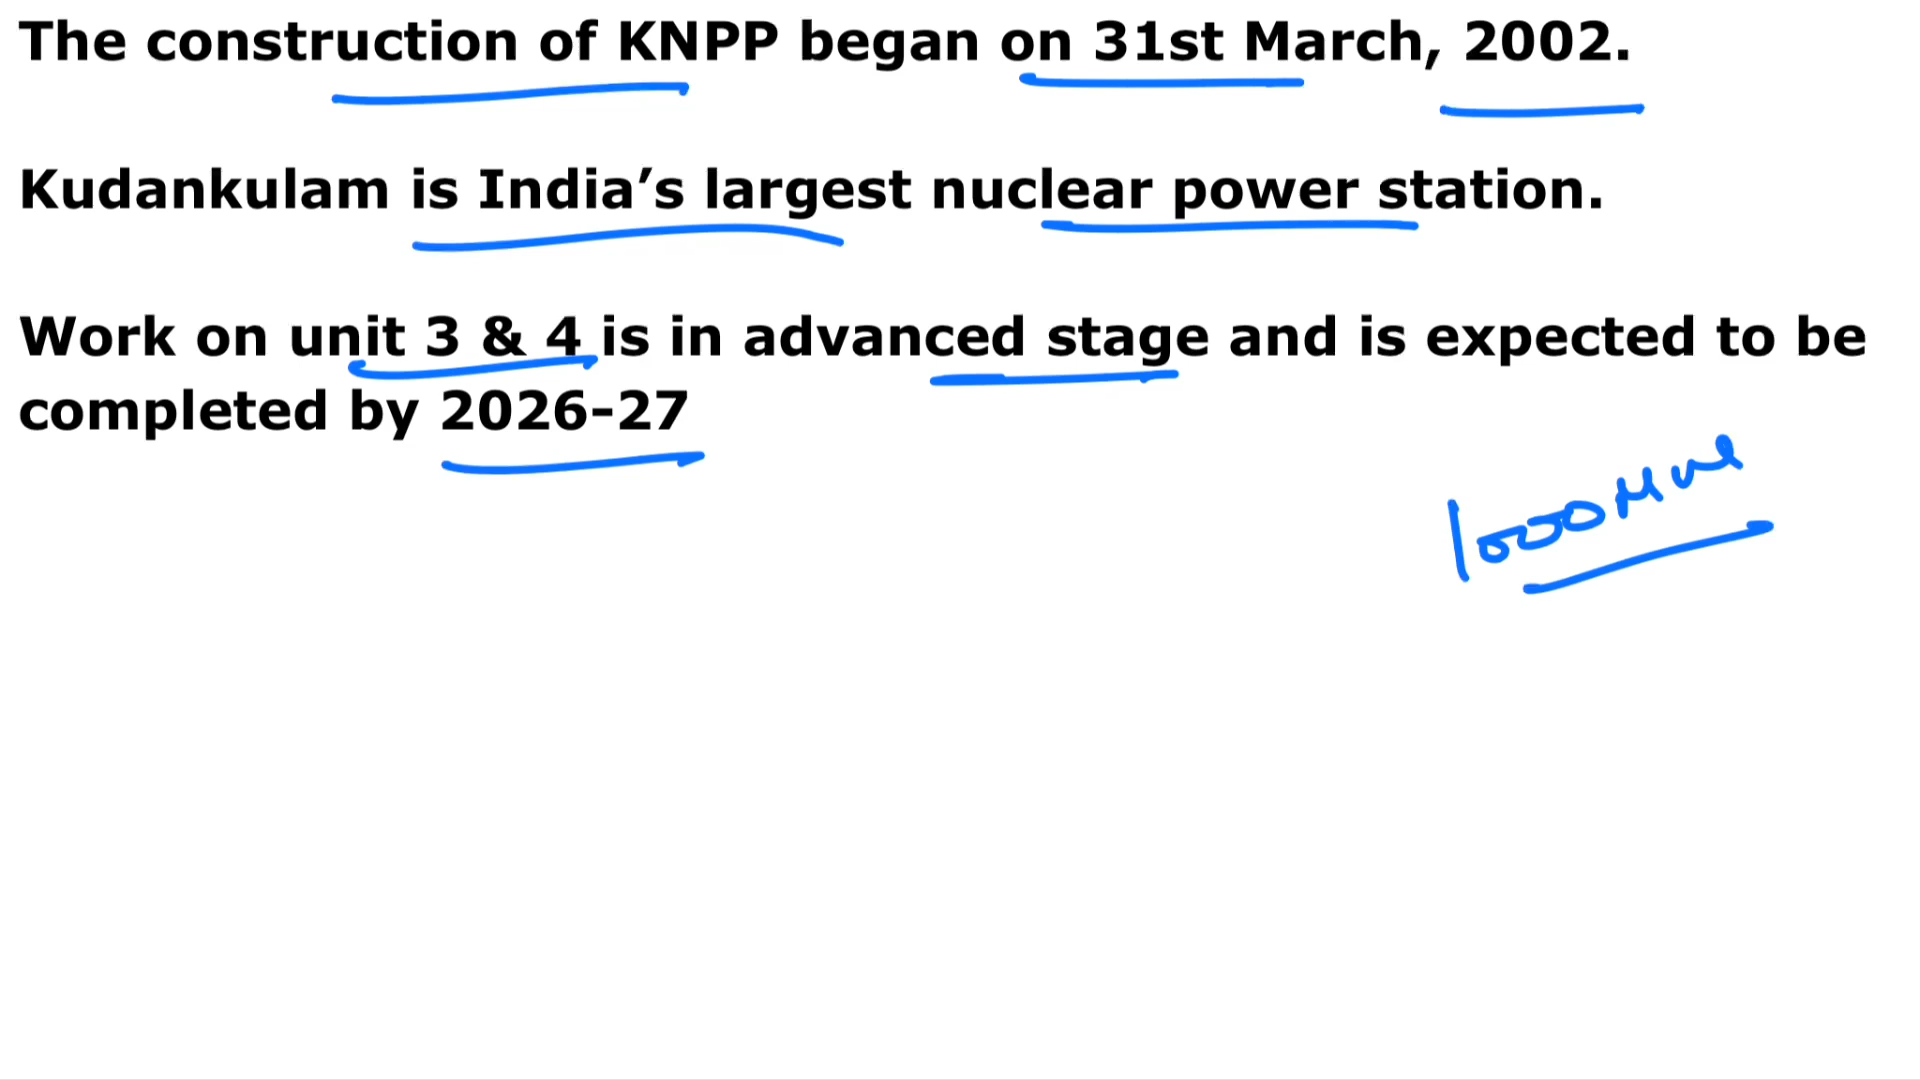 The construction of KNPP began on 31st March, 2002.
Kudankulam is India’s largest nuclear power station.
Work on unit 3 & 4 is in advanced stage and is expected to be
completed by 2026-27
1000MWe